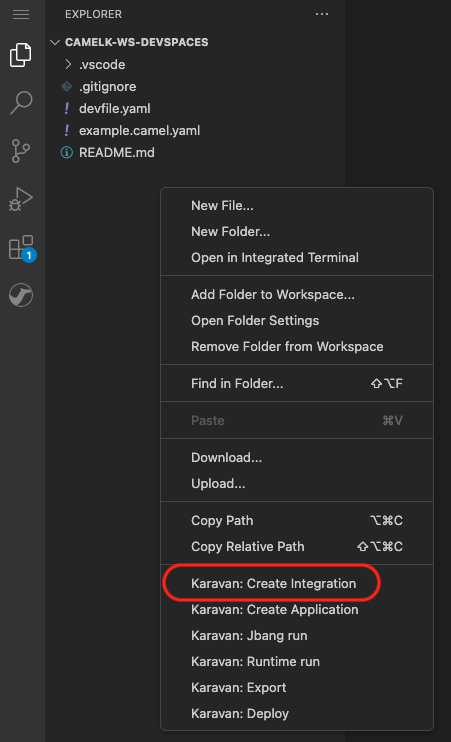 EXPLORER
CAMELK-WS-DEVSPACES
.vscode
.gitignore
! devfile.yaml
! example.camel.yaml
README.md
1
New File...
New Folder...
Open in Integrated Terminal
Add Folder to Workspace...
Open Folder Settings
Remove Folder from Workspace
Find in Folder... ⇧⌥F
Paste ⌘V
Download...
Upload...
Copy Path ⌥⌘C
Copy Relative Path ⇧⌥⌘C
Karavan: Create Integration
Karavan: Create Application
Karavan: Jbang run
Karavan: Runtime run
Karavan: Export
Karavan: Deploy